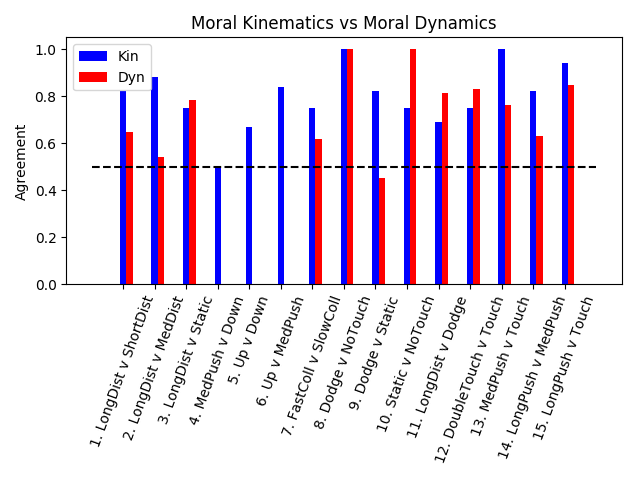 Moral Kinematics vs Moral Dynamics
Kin
Dyn
Agreement
1.0
0.8
0.6
0.4
0.2
0.0
1. LongDist v ShortDist
2. LongDist v MedDist
3. LongDist v Static
4. MedPush v Down
5. Up v Down
6. Up v MedPush
7. FastColl v SlowColl
8. Dodge v NoTouch
9. Dodge v Static
10. Static v NoTouch
11. LongDist v Dodge
12. DoubleTouch v Touch
13. MedPush v Touch
14. LongPush v MedPush
15. LongPush v Touch